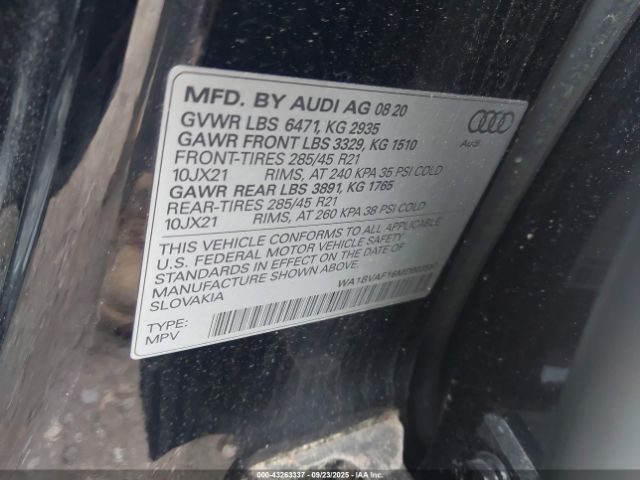 MFD. BY AUDI AG 08 20
GVWR LBS 6471, KG 2935
GAWR FRONT LBS 3329, KG 1510
FRONT-TIRES 285/45 R21
10JX21 RIMS, AT 240 KPA 35 PSI COLD
GAWR REAR LBS 3891, KG 1765
REAR-TIRES 285/45 R21
10JX21 RIMS, AT 260 KPA 38 PSI COLD
Audi
THIS VEHICLE CONFORMS TO ALL APPLICABLE
U.S. FEDERAL MOTOR VEHICLE SAFETY
STANDARDS IN EFFECT ON THE DATE OF
MANUFACTURE SHOWN ABOVE.
SLOVAKIA
TYPE:
MPV
000-43263337 - 09/23/2025 - IAA Inc.